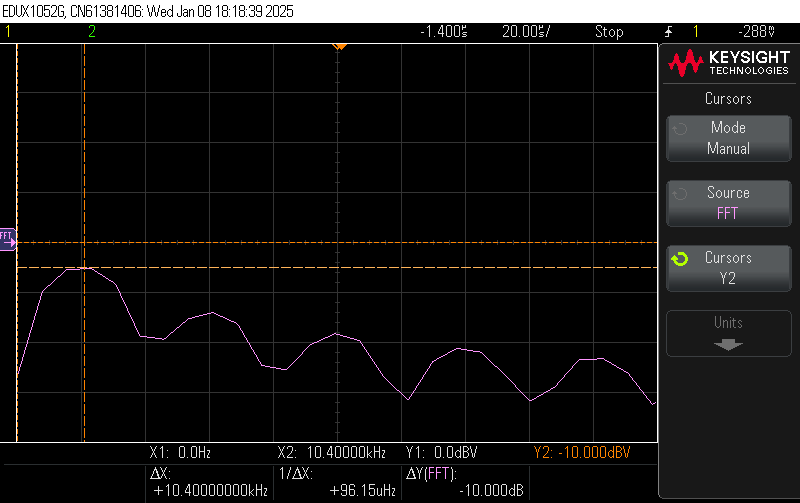 EDUX1052G, CN61381406: Wed Jan 08 18:18:39 2025
1 2 -1.400s 20.00s/ Stop 1 -288V
KEYSIGHT
TECHNOLOGIES
Cursors
Mode
Manual
Source
FFT
Cursors
Y2
Units
FFT
X1: 0.0Hz X2: 10.40000kHz Y1: 0.0dBV Y2: -10.000dBV
ΔX: 1/ΔX: ΔY(FFT):
+10.40000000kHz +96.15uHz -10.000dB